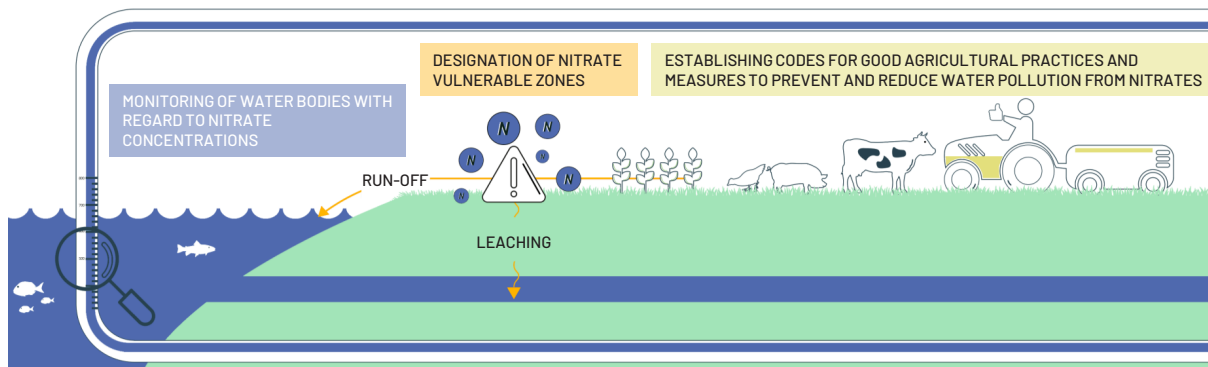 DESIGNATION OF NITRATE
VULNERABLE ZONES
ESTABLISHING CODES FOR GOOD AGRICULTURAL PRACTICES AND
MEASURES TO PREVENT AND REDUCE WATER POLLUTION FROM NITRATES
MONITORING OF WATER BODIES WITH
REGARD TO NITRATE
CONCENTRATIONS
N
N
N
N
N
N
RUN-OFF
LEACHING